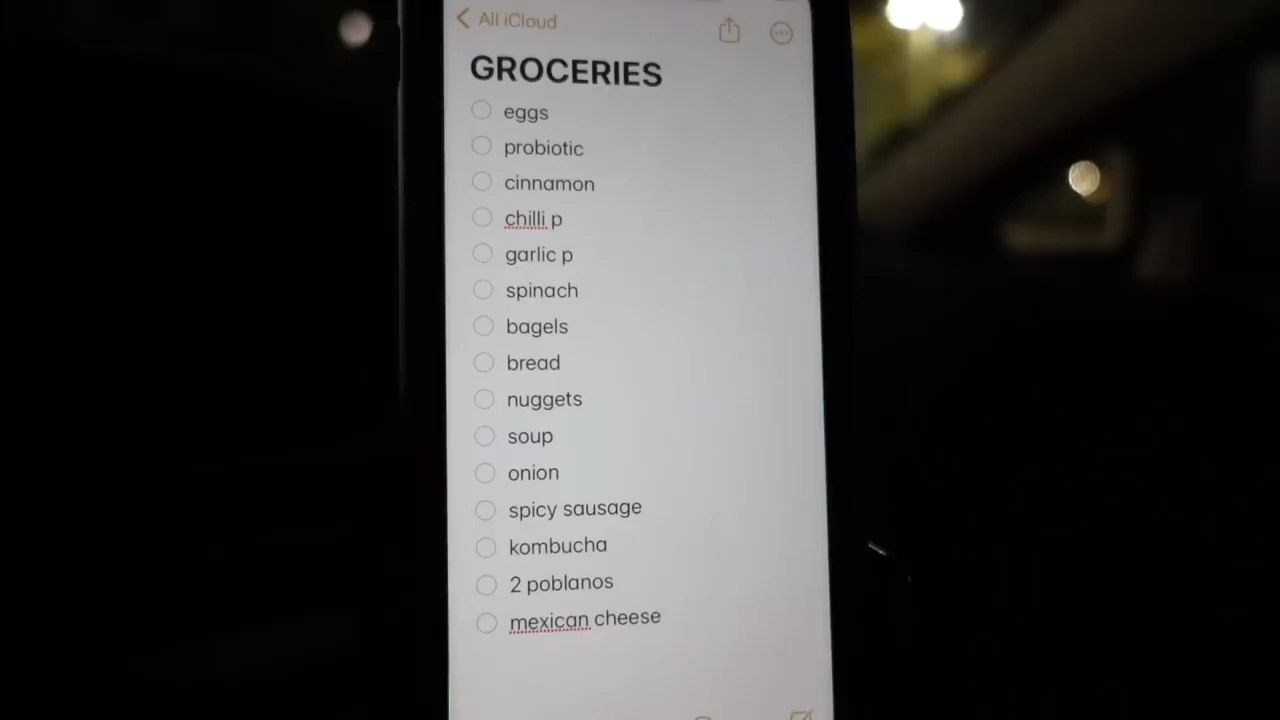 All iCloud
GROCERIES
eggs
probiotic
cinnamon
chilli p
garlic p
spinach
bagels
bread
nuggets
soup
onion
spicy sausage
kombucha
2 poblanos
mexican cheese